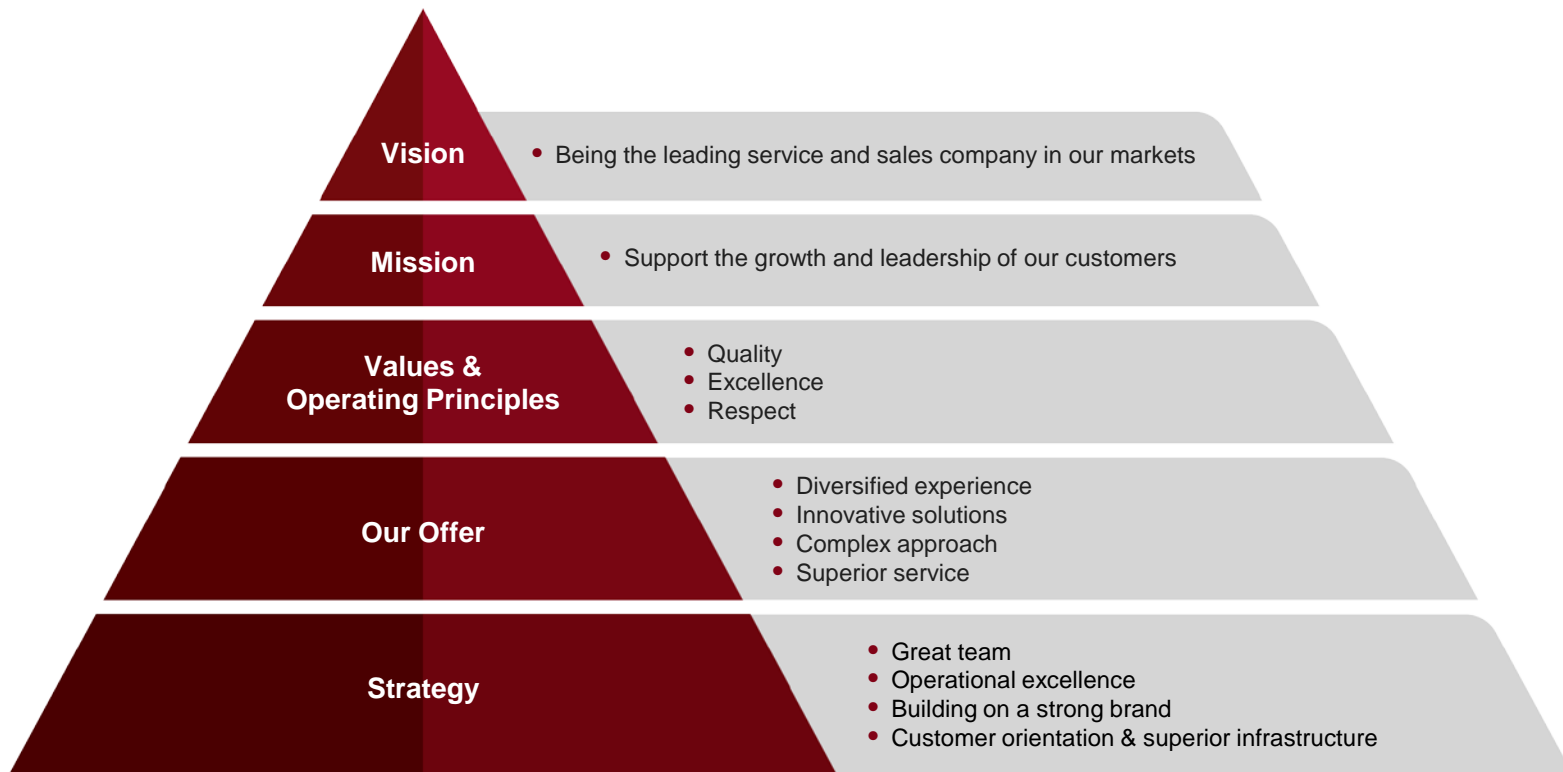 Vision
• Being the leading service and sales company in our markets
Mission
• Support the growth and leadership of our customers
Values &
Operating Principles
• Quality
• Excellence
• Respect
Our Offer
• Diversified experience
• Innovative solutions
• Complex approach
• Superior service
Strategy
• Great team
• Operational excellence
• Building on a strong brand
• Customer orientation & superior infrastructure